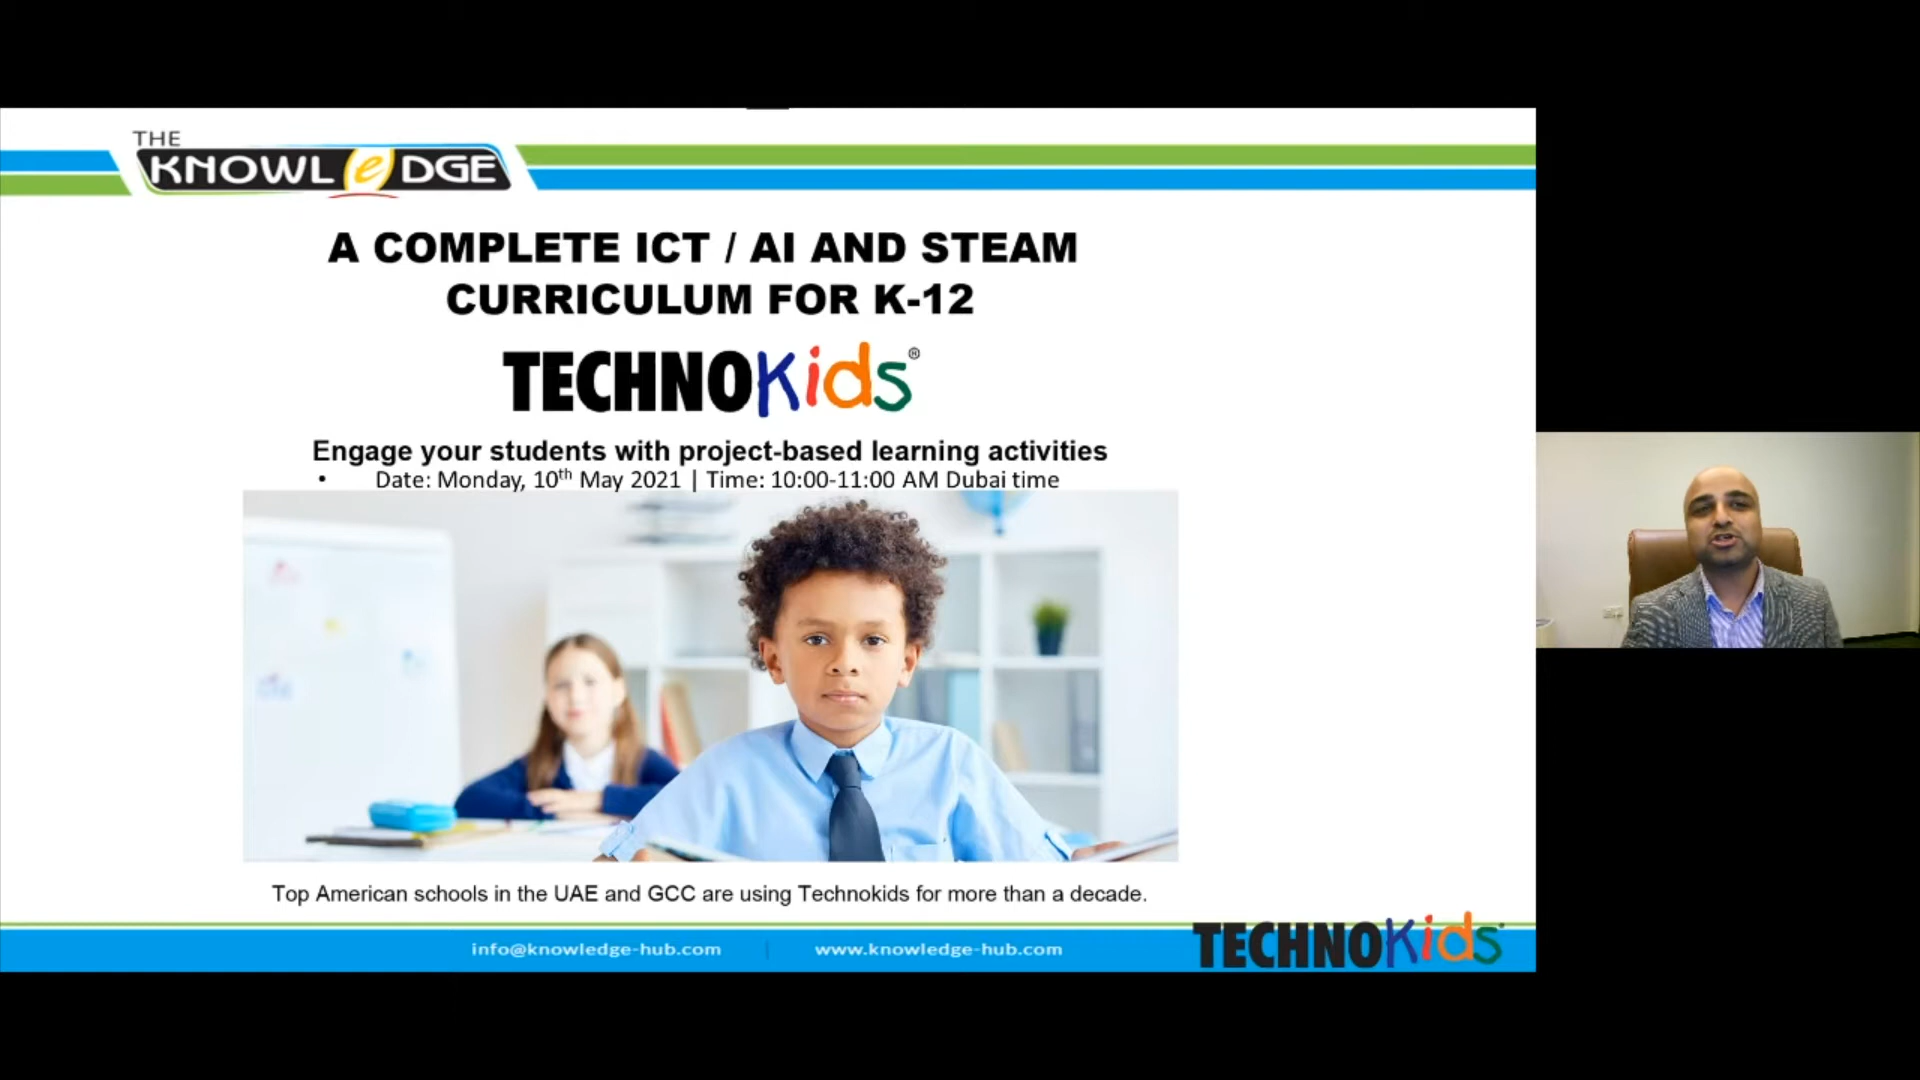 THE
KNOWLeDGE
A COMPLETE ICT / AI AND STEAM
CURRICULUM FOR K-12
TECHNOKids®
Engage your students with project-based learning activities
• Date: Monday, 10th May 2021 | Time: 10:00-11:00 AM Dubai time
Top American schools in the UAE and GCC are using Technokids for more than a decade.
info@knowledge-hub.com | www.knowledge-hub.com
TECHNOKids